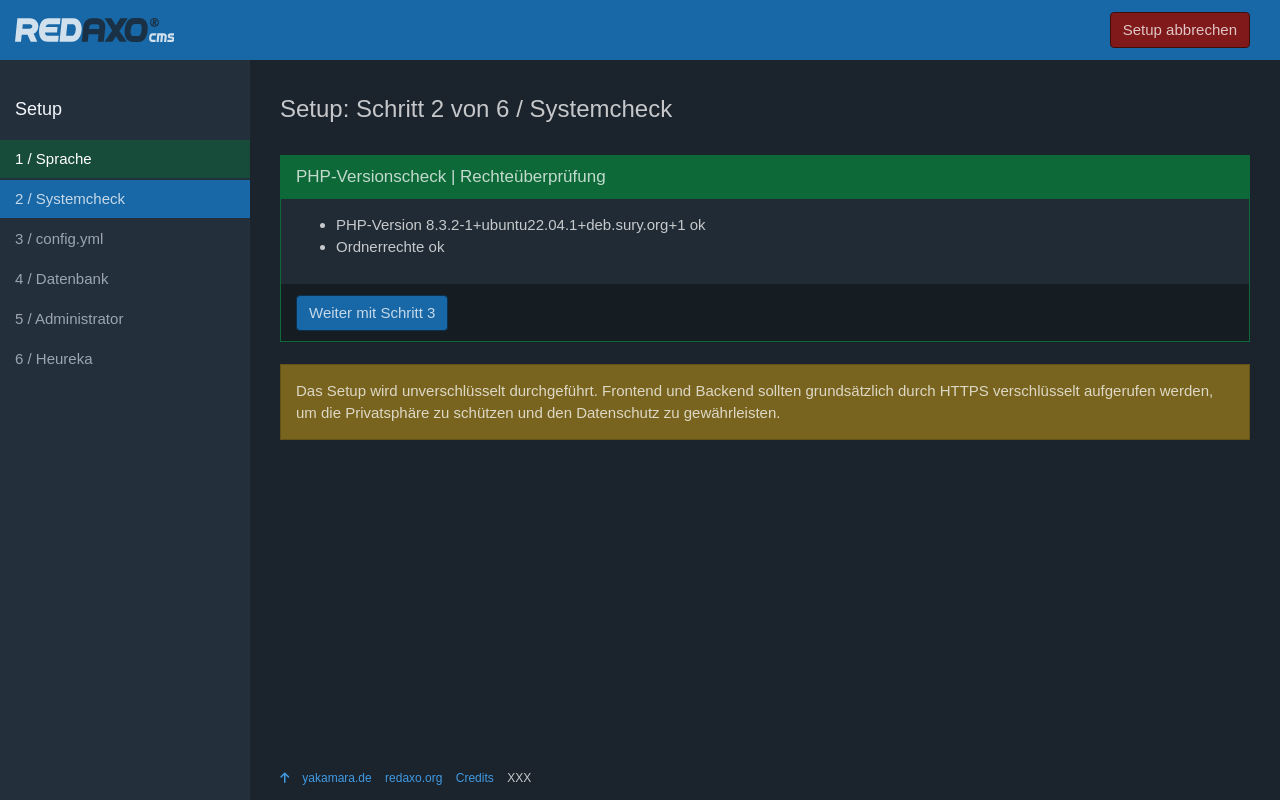 REDAXO® cms
Setup abbrechen
Setup
1 / Sprache
2 / Systemcheck
3 / config.yml
4 / Datenbank
5 / Administrator
6 / Heureka
Setup: Schritt 2 von 6 / Systemcheck
PHP-Versionscheck | Rechteüberprüfung
PHP-Version 8.3.2-1+ubuntu22.04.1+deb.sury.org+1 ok
Ordnerrechte ok
Weiter mit Schritt 3
Das Setup wird unverschlüsselt durchgeführt. Frontend und Backend sollten grundsätzlich durch HTTPS verschlüsselt aufgerufen werden,
um die Privatsphäre zu schützen und den Datenschutz zu gewährleisten.
yakamara.de redaxo.org Credits XXX